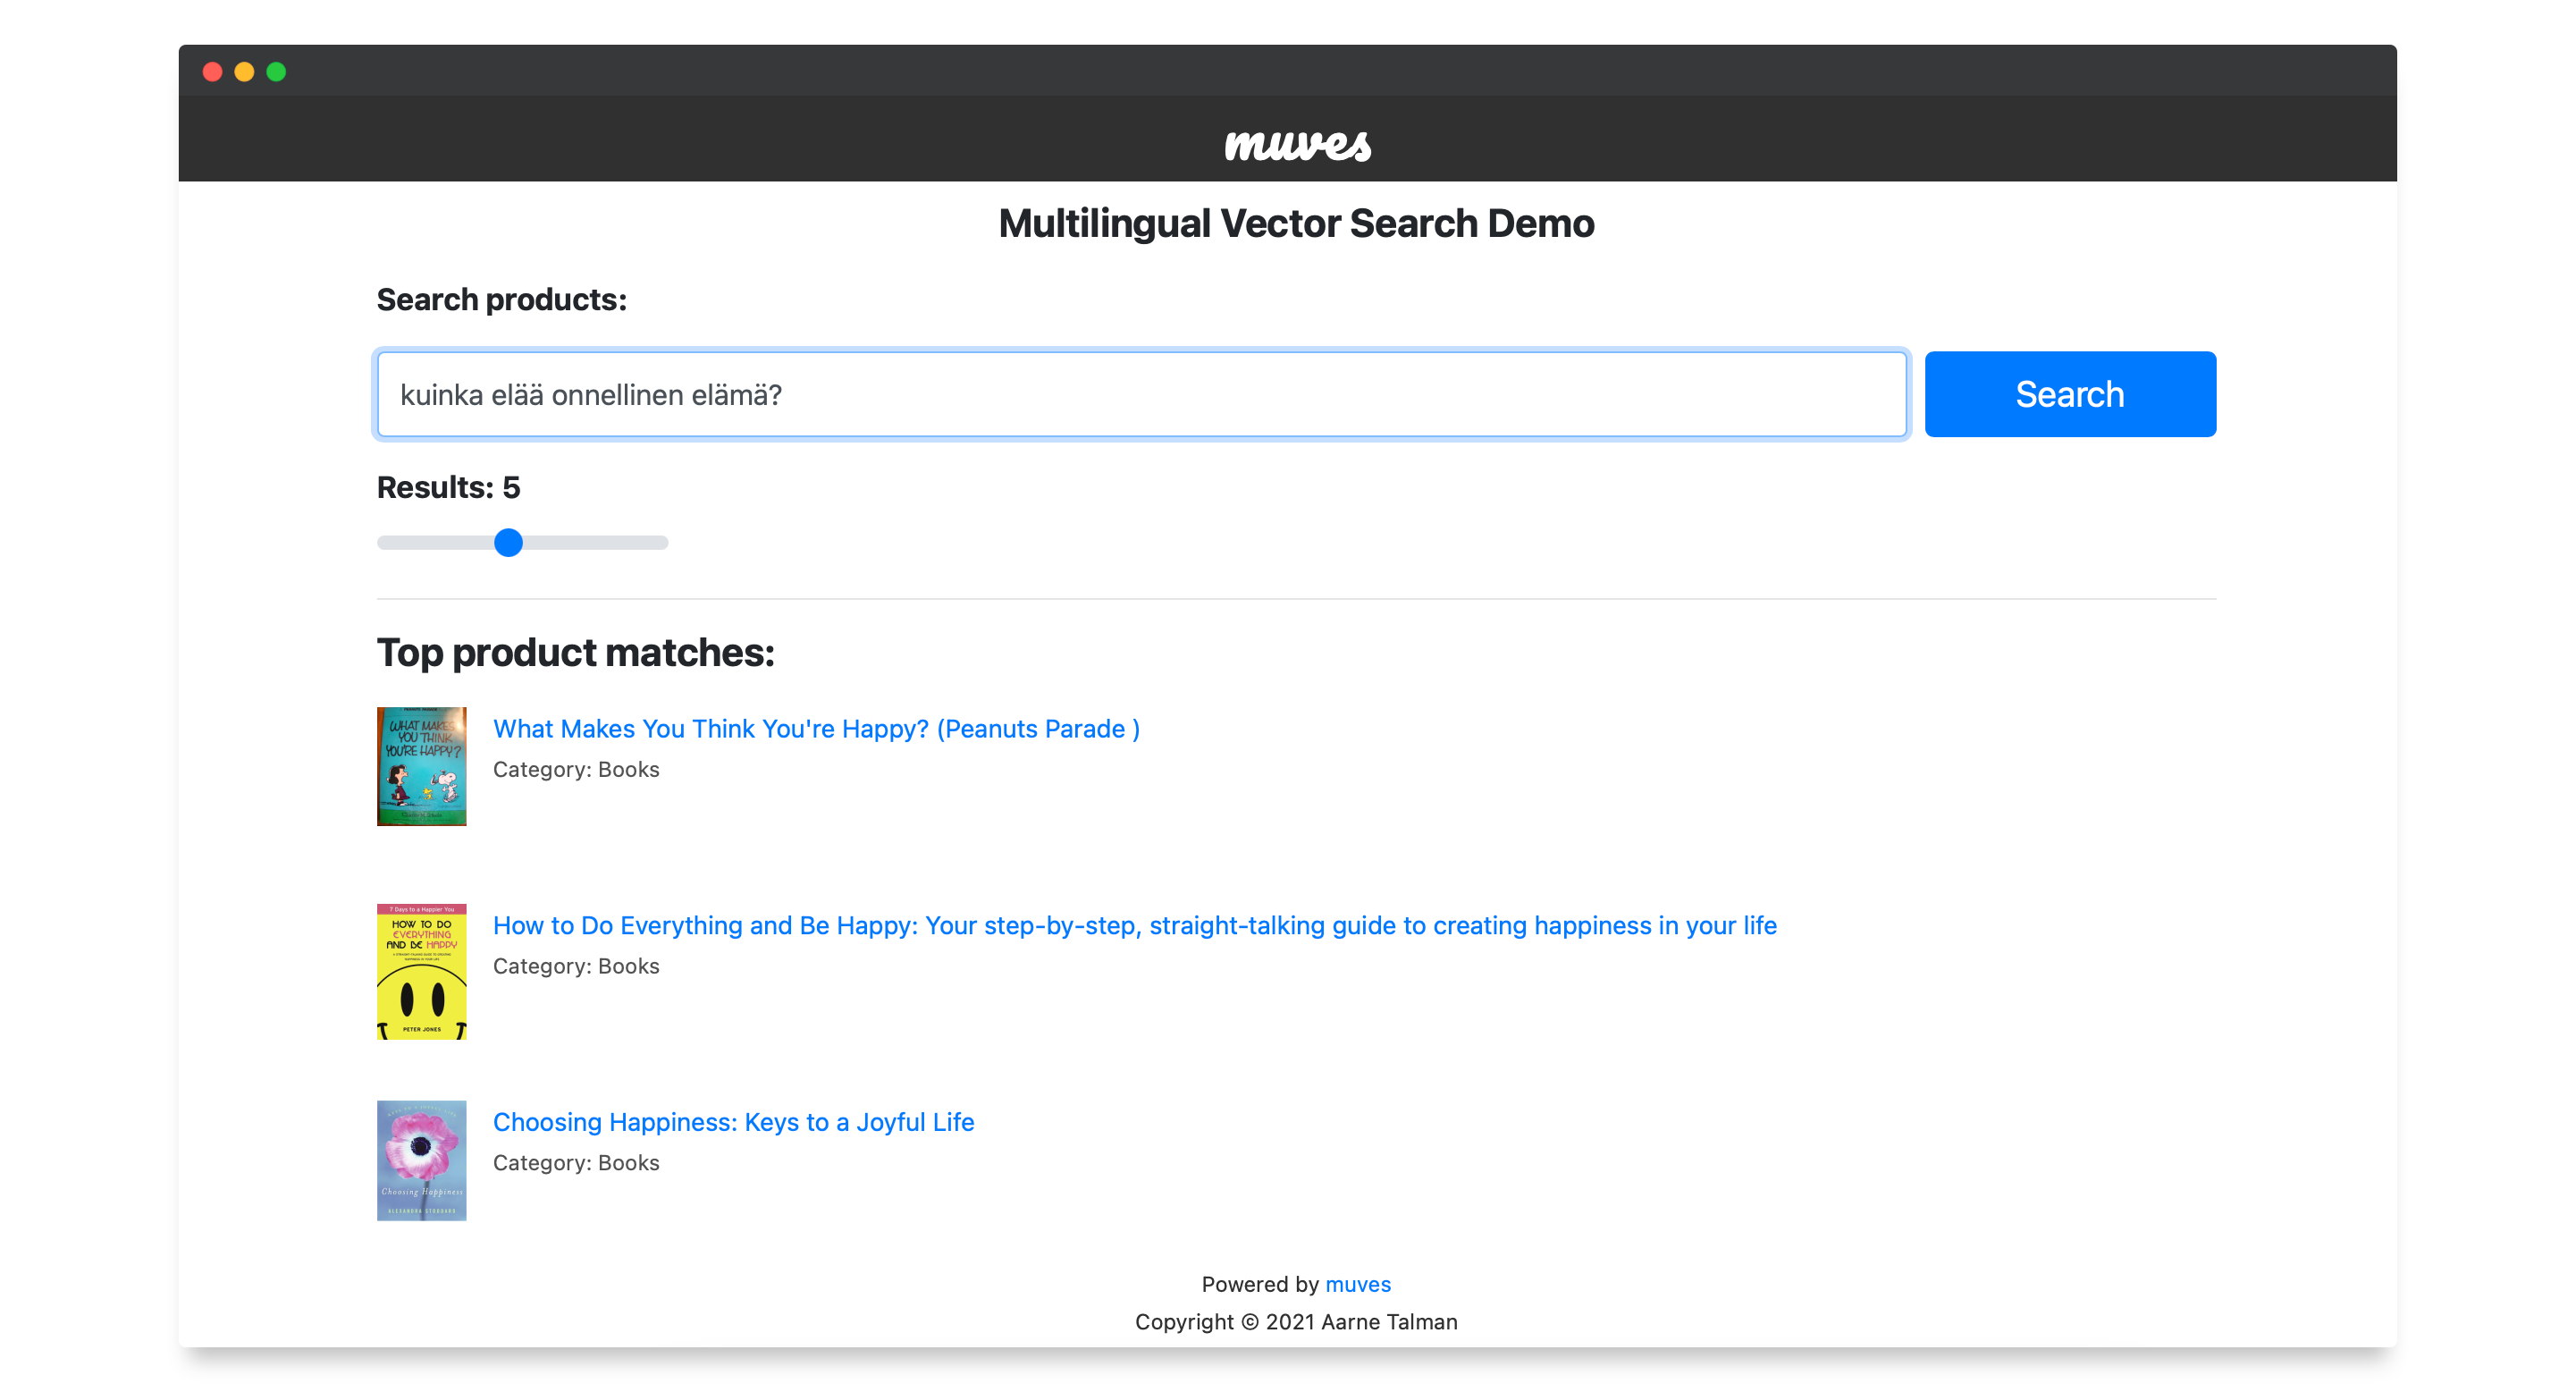 muves
Multilingual Vector Search Demo
Search products:
kuinka elää onnellinen elämä?
Search
Results: 5
Top product matches:
WHAT MAKES
YOU THINK
YOU'RE HAPPY?
What Makes You Think You're Happy? (Peanuts Parade )
Category: Books
7 Days to a Happier You
HOW TO DO
EVERYTHING
AND BE HAPPY
PETER JONES
How to Do Everything and Be Happy: Your step-by-step, straight-talking guide to creating happiness in your life
Category: Books
Choosing Happiness
ALEXANDRA STODDARD
Choosing Happiness: Keys to a Joyful Life
Category: Books
Powered by muves
Copyright © 2021 Aarne Talman